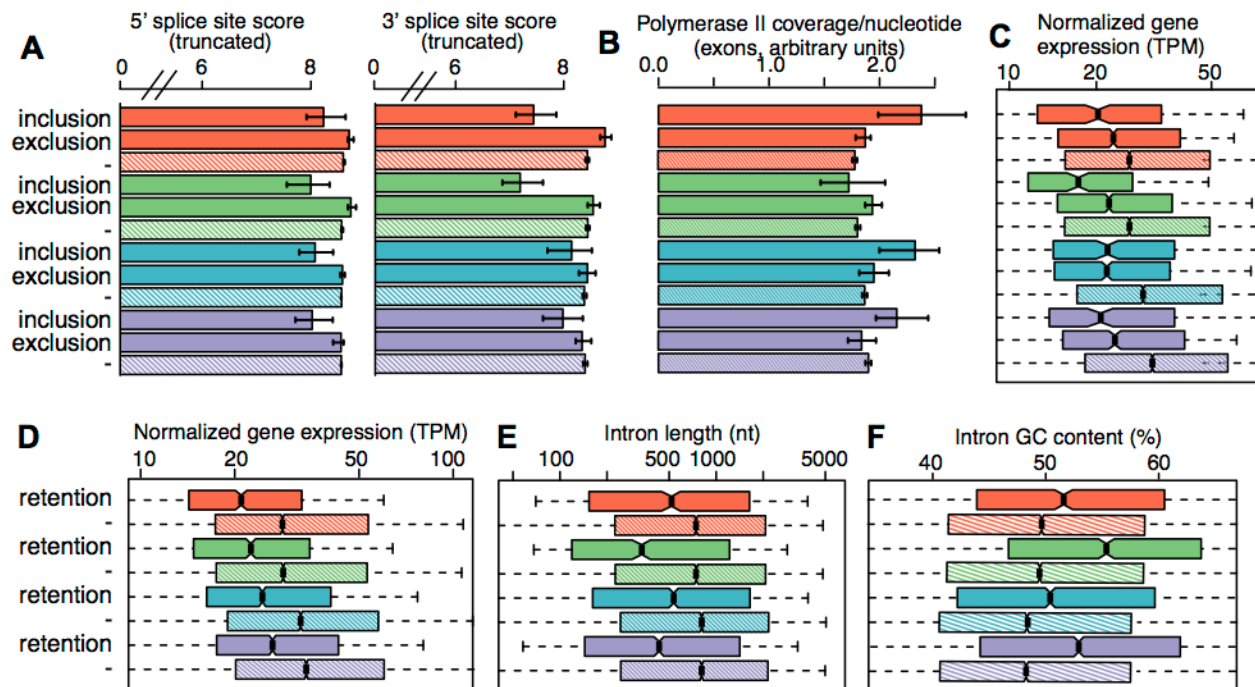 A
5’ splice site score
(truncated)
3’ splice site score
(truncated)
0 6 8
0 6 8
B
Polymerase II coverage/nucleotide
(exons, arbitrary units)
0.0 1.0 2.0
C
Normalized gene
expression (TPM)
10 20 50
inclusion
exclusion
-
inclusion
exclusion
-
inclusion
exclusion
-
inclusion
exclusion
-
D
Normalized gene expression (TPM)
10 20 50 100
E
Intron length (nt)
100 500 1000 5000
F
Intron GC content (%)
40 50 60
retention
-
retention
-
retention
-
retention
-